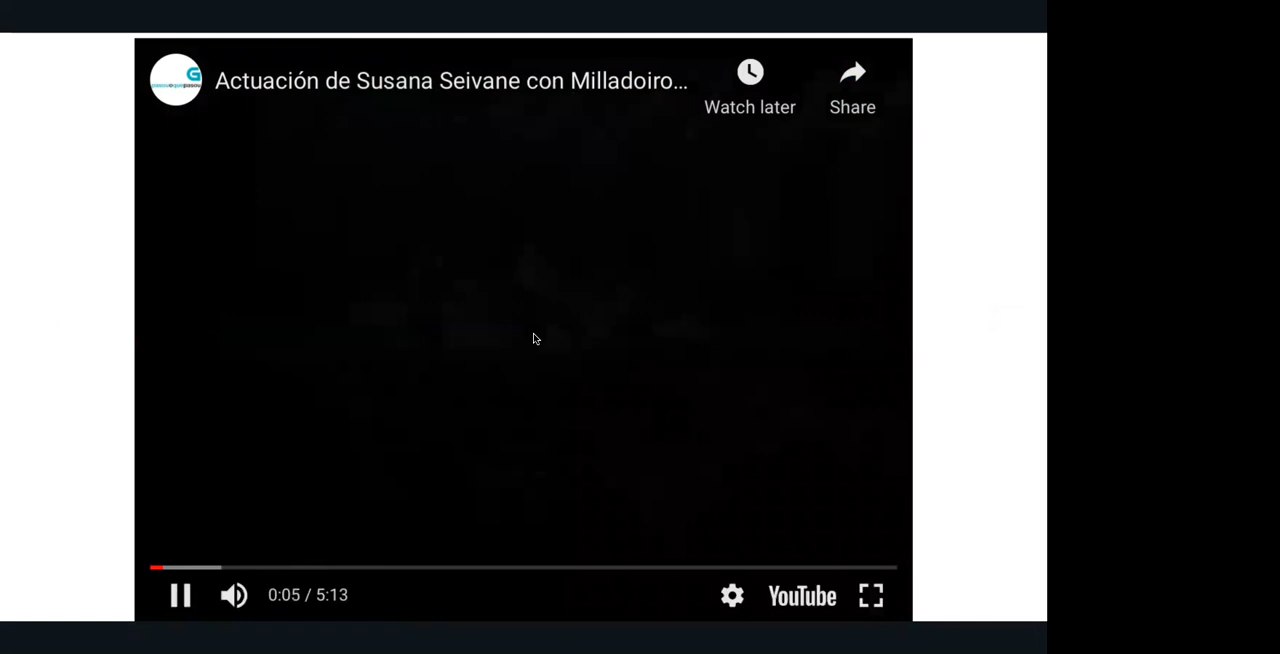 Actuación de Susana Seivane con Milladoiro...
Watch later
Share
0:05 / 5:13
YouTube